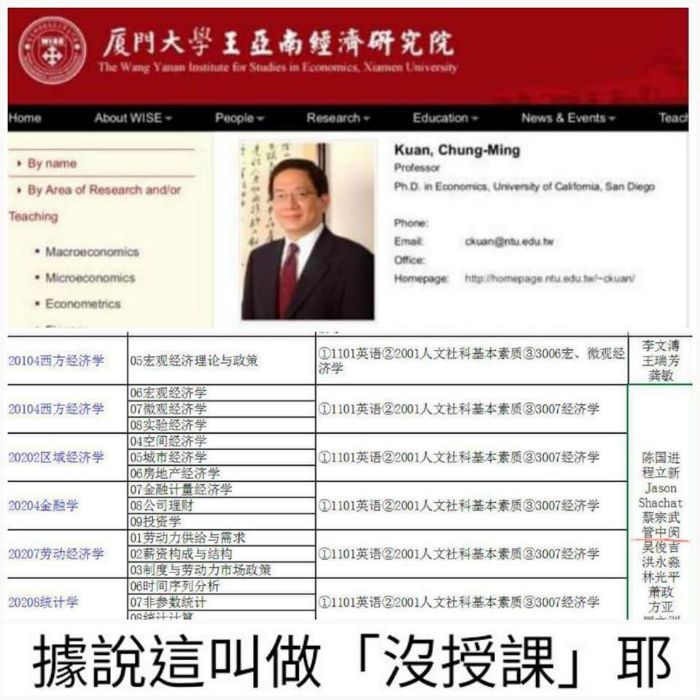 WISE
厦門大學王亞南經濟研究院
The Wang Yanan Institute for Studies in Economics, Xiamen University
Home About WISE People Research Education News & Events Teach
By name
By Area of Research and/or
Teaching
Macroeconomics
Microeconomics
Econometrics
Kuan, Chung-Ming
Professor
Ph.D. in Economics, University of California, San Diego
Phone:
Email: ckuan@ntu.edu.tw
Office:
Homepage: http://homepage.ntu.edu.tw/~ckuan/
20104西方经济学
05宏观经济理论与政策
①1101英语②2001人文社科基本素质③3006宏、微观经
济学
李文溥
王瑞芳
龚敏
20104西方经济学
06宏观经济学
07微观经济学
08实验经济学
①1101英语②2001人文社科基本素质③3007经济学
20202区域经济学
04空间经济学
05城市经济学
06房地产经济学
①1101英语②2001人文社科基本素质③3007经济学
20204金融学
07金融计量经济学
08公司理财
09投资学
①1101英语②2001人文社科基本素质③3007经济学
20207劳动经济学
01劳动力供给与需求
02薪资构成与结构
03制度与劳动力市场政策
①1101英语②2001人文社科基本素质③3007经济学
20208统计学
06时间序列分析
07非参数统计
08统计计算
①1101英语②2001人文社科基本素质③3007经济学
陈国进
程立新
Jason
Shachat
蔡宗武
管中闵
吴俊吉
洪永淼
林光平
萧政
方亚
據說這叫做「沒授課」耶